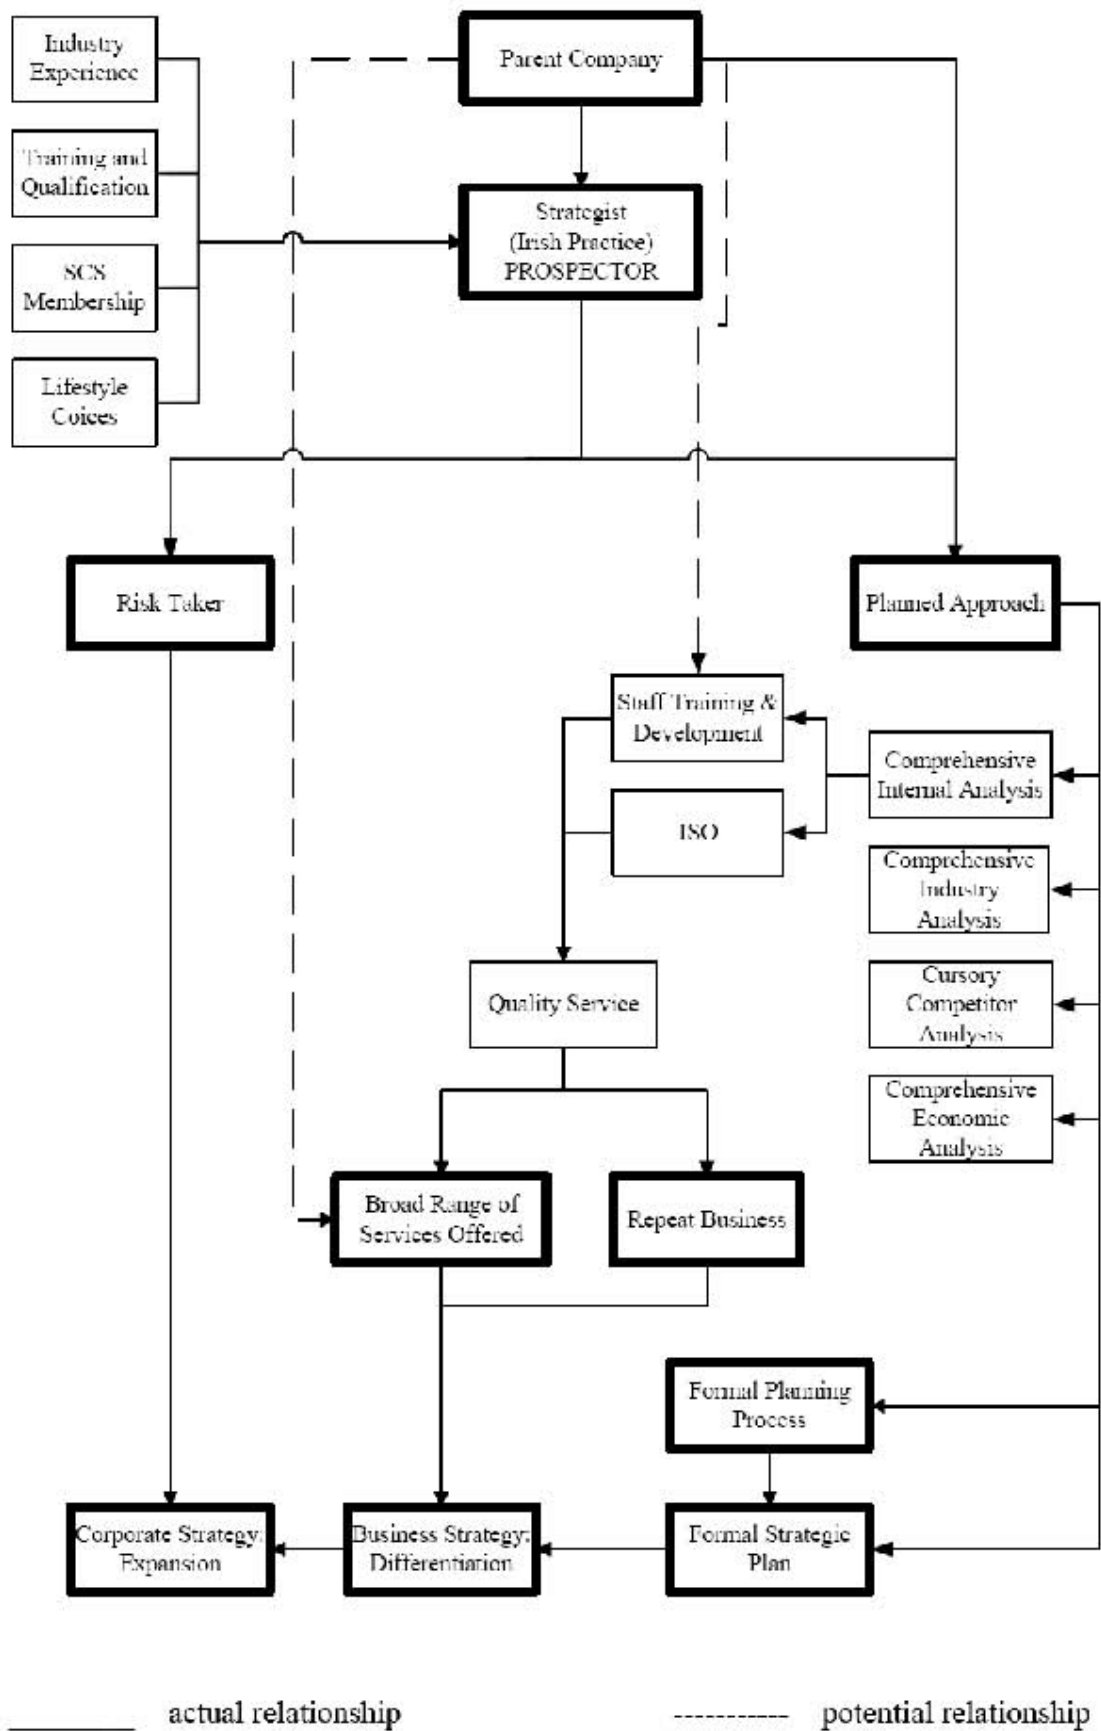 Industry
Experience
Parent Company
Training and
Qualification
Strategist
(Irish Practice)
PROSPECTOR
SCS
Membership
Lifestyle
Coices
Risk Taker
Planned Approach
Staff Training &
Development
Comprehensive
Internal Analysis
ISO
Comprehensive
Industry
Analysis
Quality Service
Cursory
Competitor
Analysis
Comprehensive
Economic
Analysis
Broad Range of
Services Offered
Repeat Business
Formal Planning
Process
Corporate Strategy:
Expansion
Business Strategy:
Differentiation
Formal Strategic
Plan
actual relationship
potential relationship